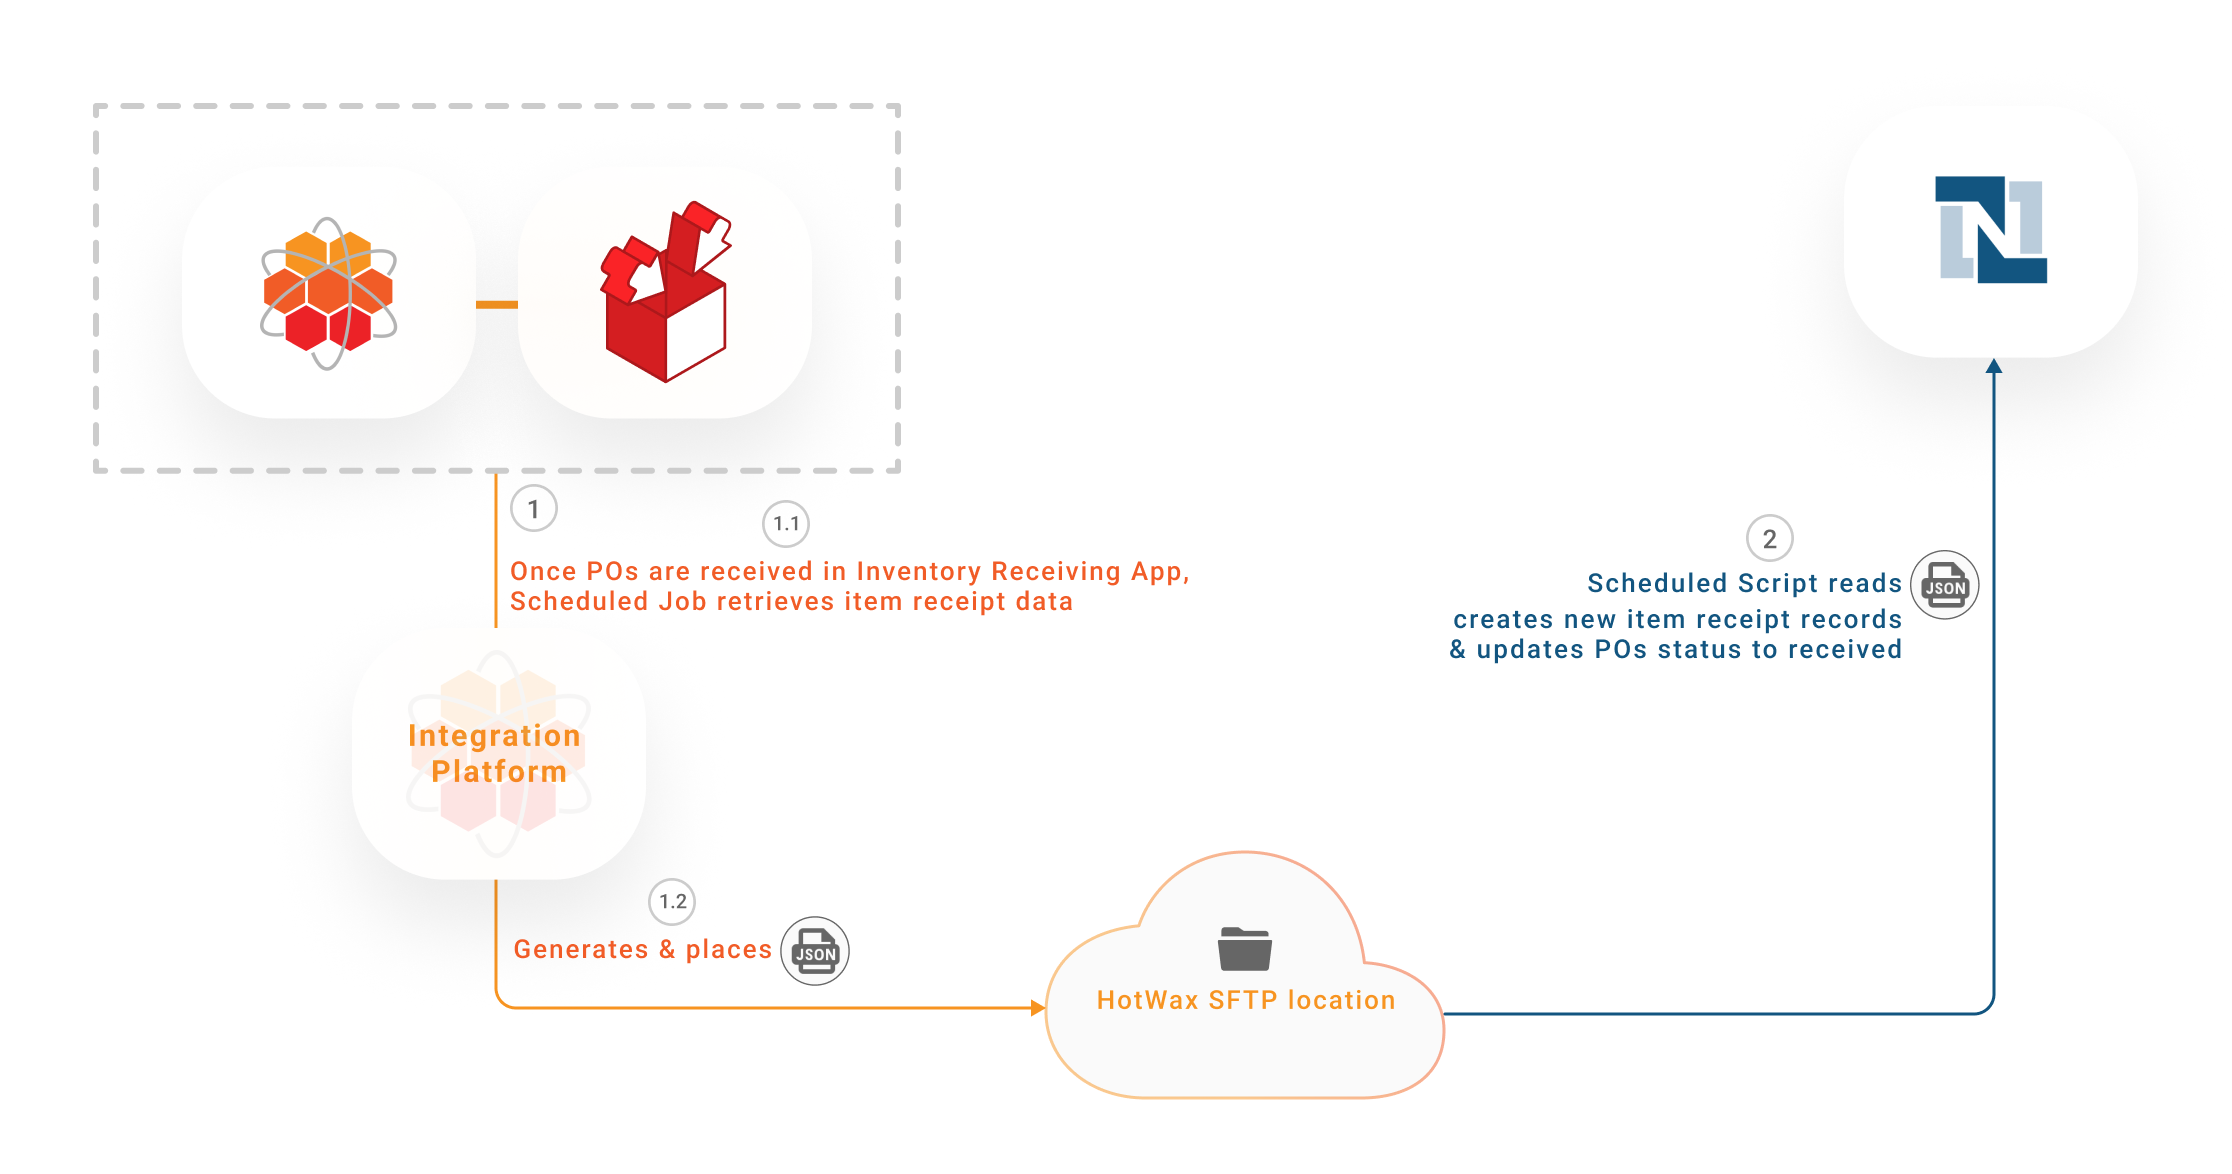 1
1.1
Once POs are received in Inventory Receiving App,
Scheduled Job retrieves item receipt data
Integration
Platform
1.2
Generates & places
JSON
HotWax SFTP location
N
2
Scheduled Script reads
JSON
creates new item receipt records
& updates POs status to received